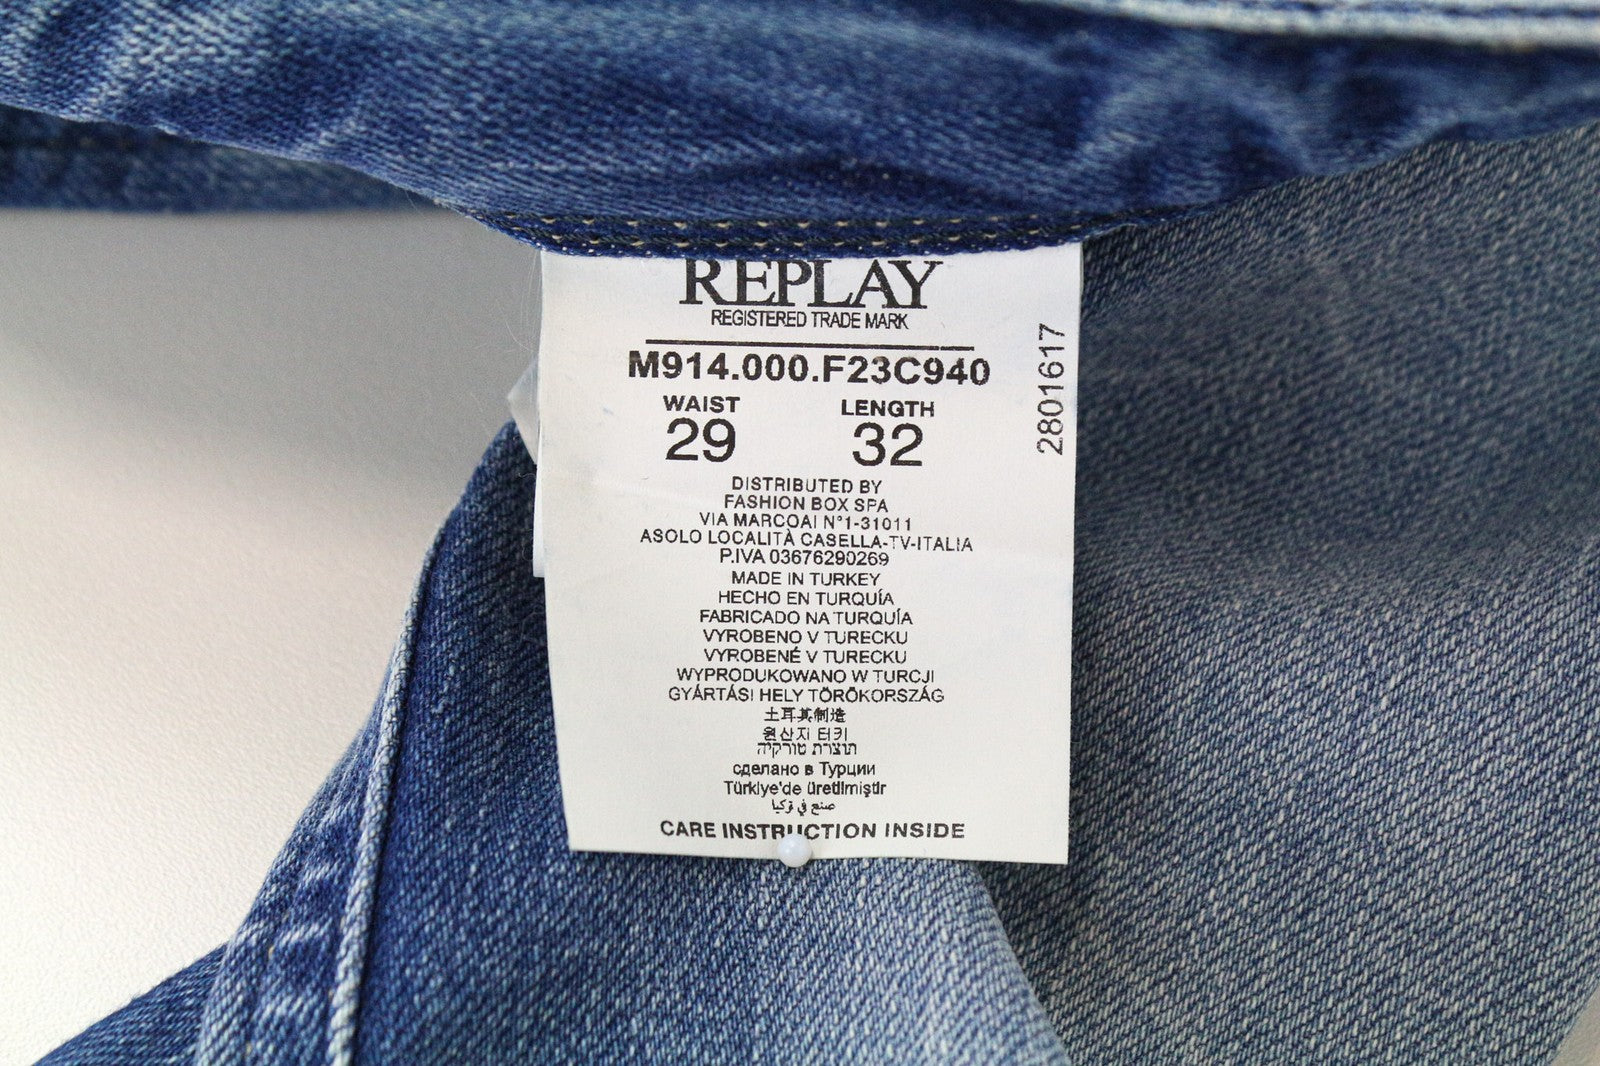 REPLAY
REGISTERED TRADE MARK
M914.000.F23C940
2801617
WAIST LENGTH
29 32
DISTRIBUTED BY
FASHION BOX SPA
VIA MARCOAI N°1-31011
ASOLO LOCALITÀ CASELLA-TV-ITALIA
P.IVA 03676290269
MADE IN TURKEY
HECHO EN TURQUÍA
FABRICADO NA TURQUÍA
VYROBENO V TURECKU
VYROBENÉ V TURECKU
WYPRODUKOWANO W TURCJI
GYÁRTÁSI HELY TÖRÖKORSZÁG
土耳其制造
원산지 터키
תוצרת טורקיה
сделано в Турции
Türkiye'de üretilmiştir
صنع في تركيا
CARE INSTRUCTION INSIDE